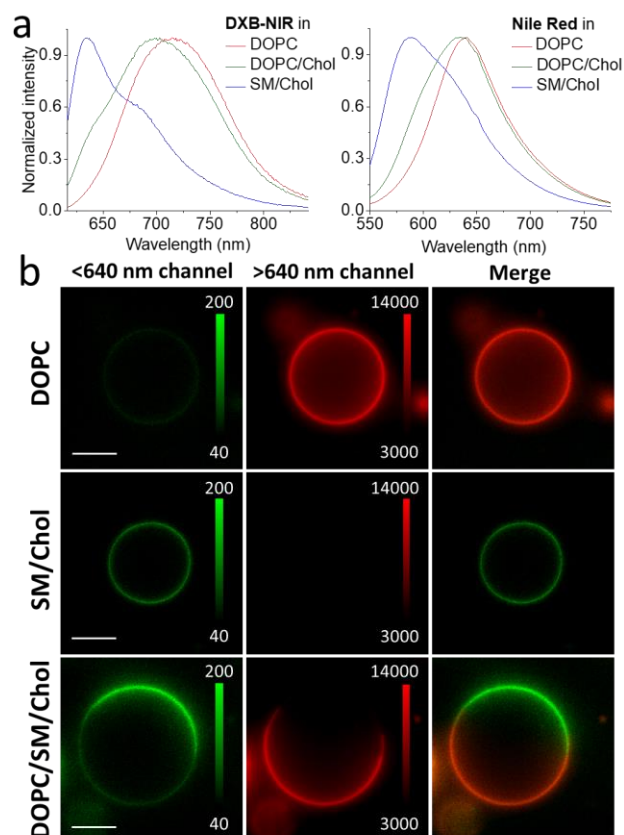 a
DXB-NIR in
DOPC
DOPC/Chol
SM/Chol
Normalized intensity
0.9
0.6
0.3
0.0
650 700 750 800
Wavelength (nm)
Nile Red in
DOPC
DOPC/Chol
SM/Chol
0.9
0.6
0.3
0.0
550 600 650 700 750
Wavelength (nm)
b
<640 nm channel >640 nm channel Merge
DOPC
200 14000
40 3000
SM/Chol
200 14000
40 3000
DOPC/SM/Chol
200 14000
40 3000